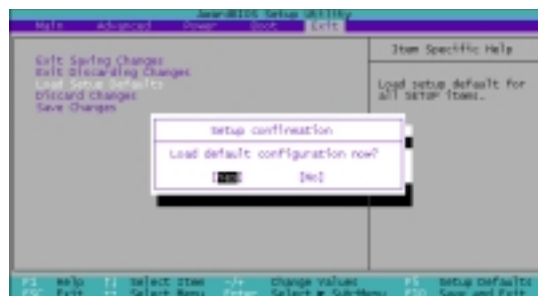 AwardBIOS Setup Utility
Main Advanced Power Boot Exit
Exit Saving Changes
Exit Discarding Changes
Load Setup Defaults
Discard Changes
Save Changes
Item Specific Help
Load setup default for
all SETUP items.
Setup Confirmation
Load default configuration now?
[Yes] [No]
F1 Help ↑↓ Select Item -/+ Change Values F5 Setup Defaults
ESC Exit Select Menu Enter Select Sub-Menu F10 Save and Exit